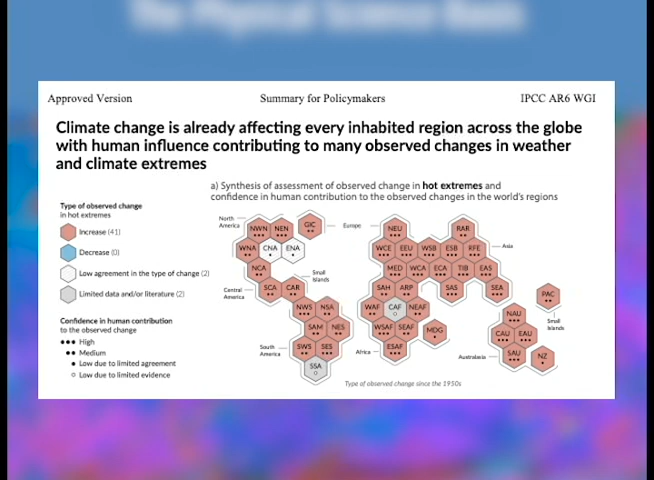 The Physical Science Basis
Approved Version Summary for Policymakers IPCC AR6 WGI
Climate change is already affecting every inhabited region across the globe
with human influence contributing to many observed changes in weather
and climate extremes
a) Synthesis of assessment of observed change in hot extremes and
confidence in human contribution to the observed changes in the world's regions
Type of observed change
in hot extremes
Increase (41)
Decrease (0)
Low agreement in the type of change (2)
Limited data and/or literature (2)
Confidence in human contribution
to the observed change
High
Medium
Low due to limited agreement
Low due to limited evidence
North
America
NWN NEN GIC
WNA CNA ENA
NCA
Small
Islands
Central
America
SCA CAR
NWS NSA
SAM NES
South
America
SWS SES
SSA
Europe
NEU RAR
WCE EEU WSB ESB RFE
Asia
MED WCA ECA TIB EAS
SAH ARP SAS SEA
WAF CAF NEAF
WSAF SEAF MDG
Africa
ESAF
PAC
Small
Islands
NAU
CAU EAU
Australasia
SAU NZ
Type of observed change since the 1950s